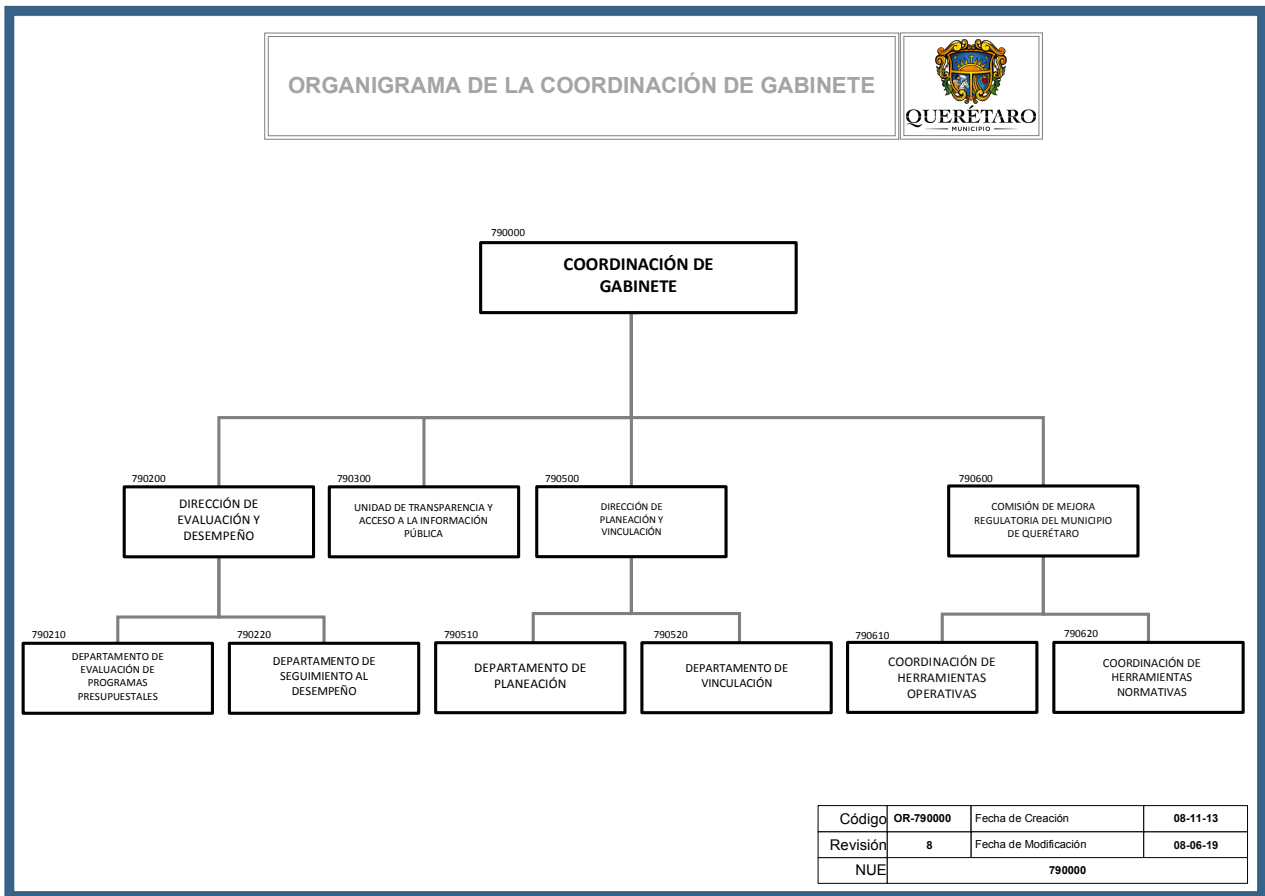 ORGANIGRAMA DE LA COORDINACIÓN DE GABINETE
QUERÉTARO
MUNICIPIO
790000
COORDINACIÓN DE
GABINETE
790200
DIRECCIÓN DE
EVALUACIÓN Y
DESEMPEÑO
790300
UNIDAD DE TRANSPARENCIA Y
ACCESO A LA INFORMACIÓN
PÚBLICA
790500
DIRECCIÓN DE
PLANEACIÓN Y
VINCULACIÓN
790600
COMISIÓN DE MEJORA
REGULATORIA DEL MUNICIPIO
DE QUERÉTARO
790210
DEPARTAMENTO DE
EVALUACIÓN DE
PROGRAMAS
PRESUPUESTALES
790220
DEPARTAMENTO DE
SEGUIMIENTO AL
DESEMPEÑO
790510
DEPARTAMENTO DE
PLANEACIÓN
790520
DEPARTAMENTO DE
VINCULACIÓN
790610
COORDINACIÓN DE
HERRAMIENTAS
OPERATIVAS
790620
COORDINACIÓN DE
HERRAMIENTAS
NORMATIVAS
Código OR-790000 Fecha de Creación 08-11-13
Revisión 8 Fecha de Modificación 08-06-19
NUE 790000